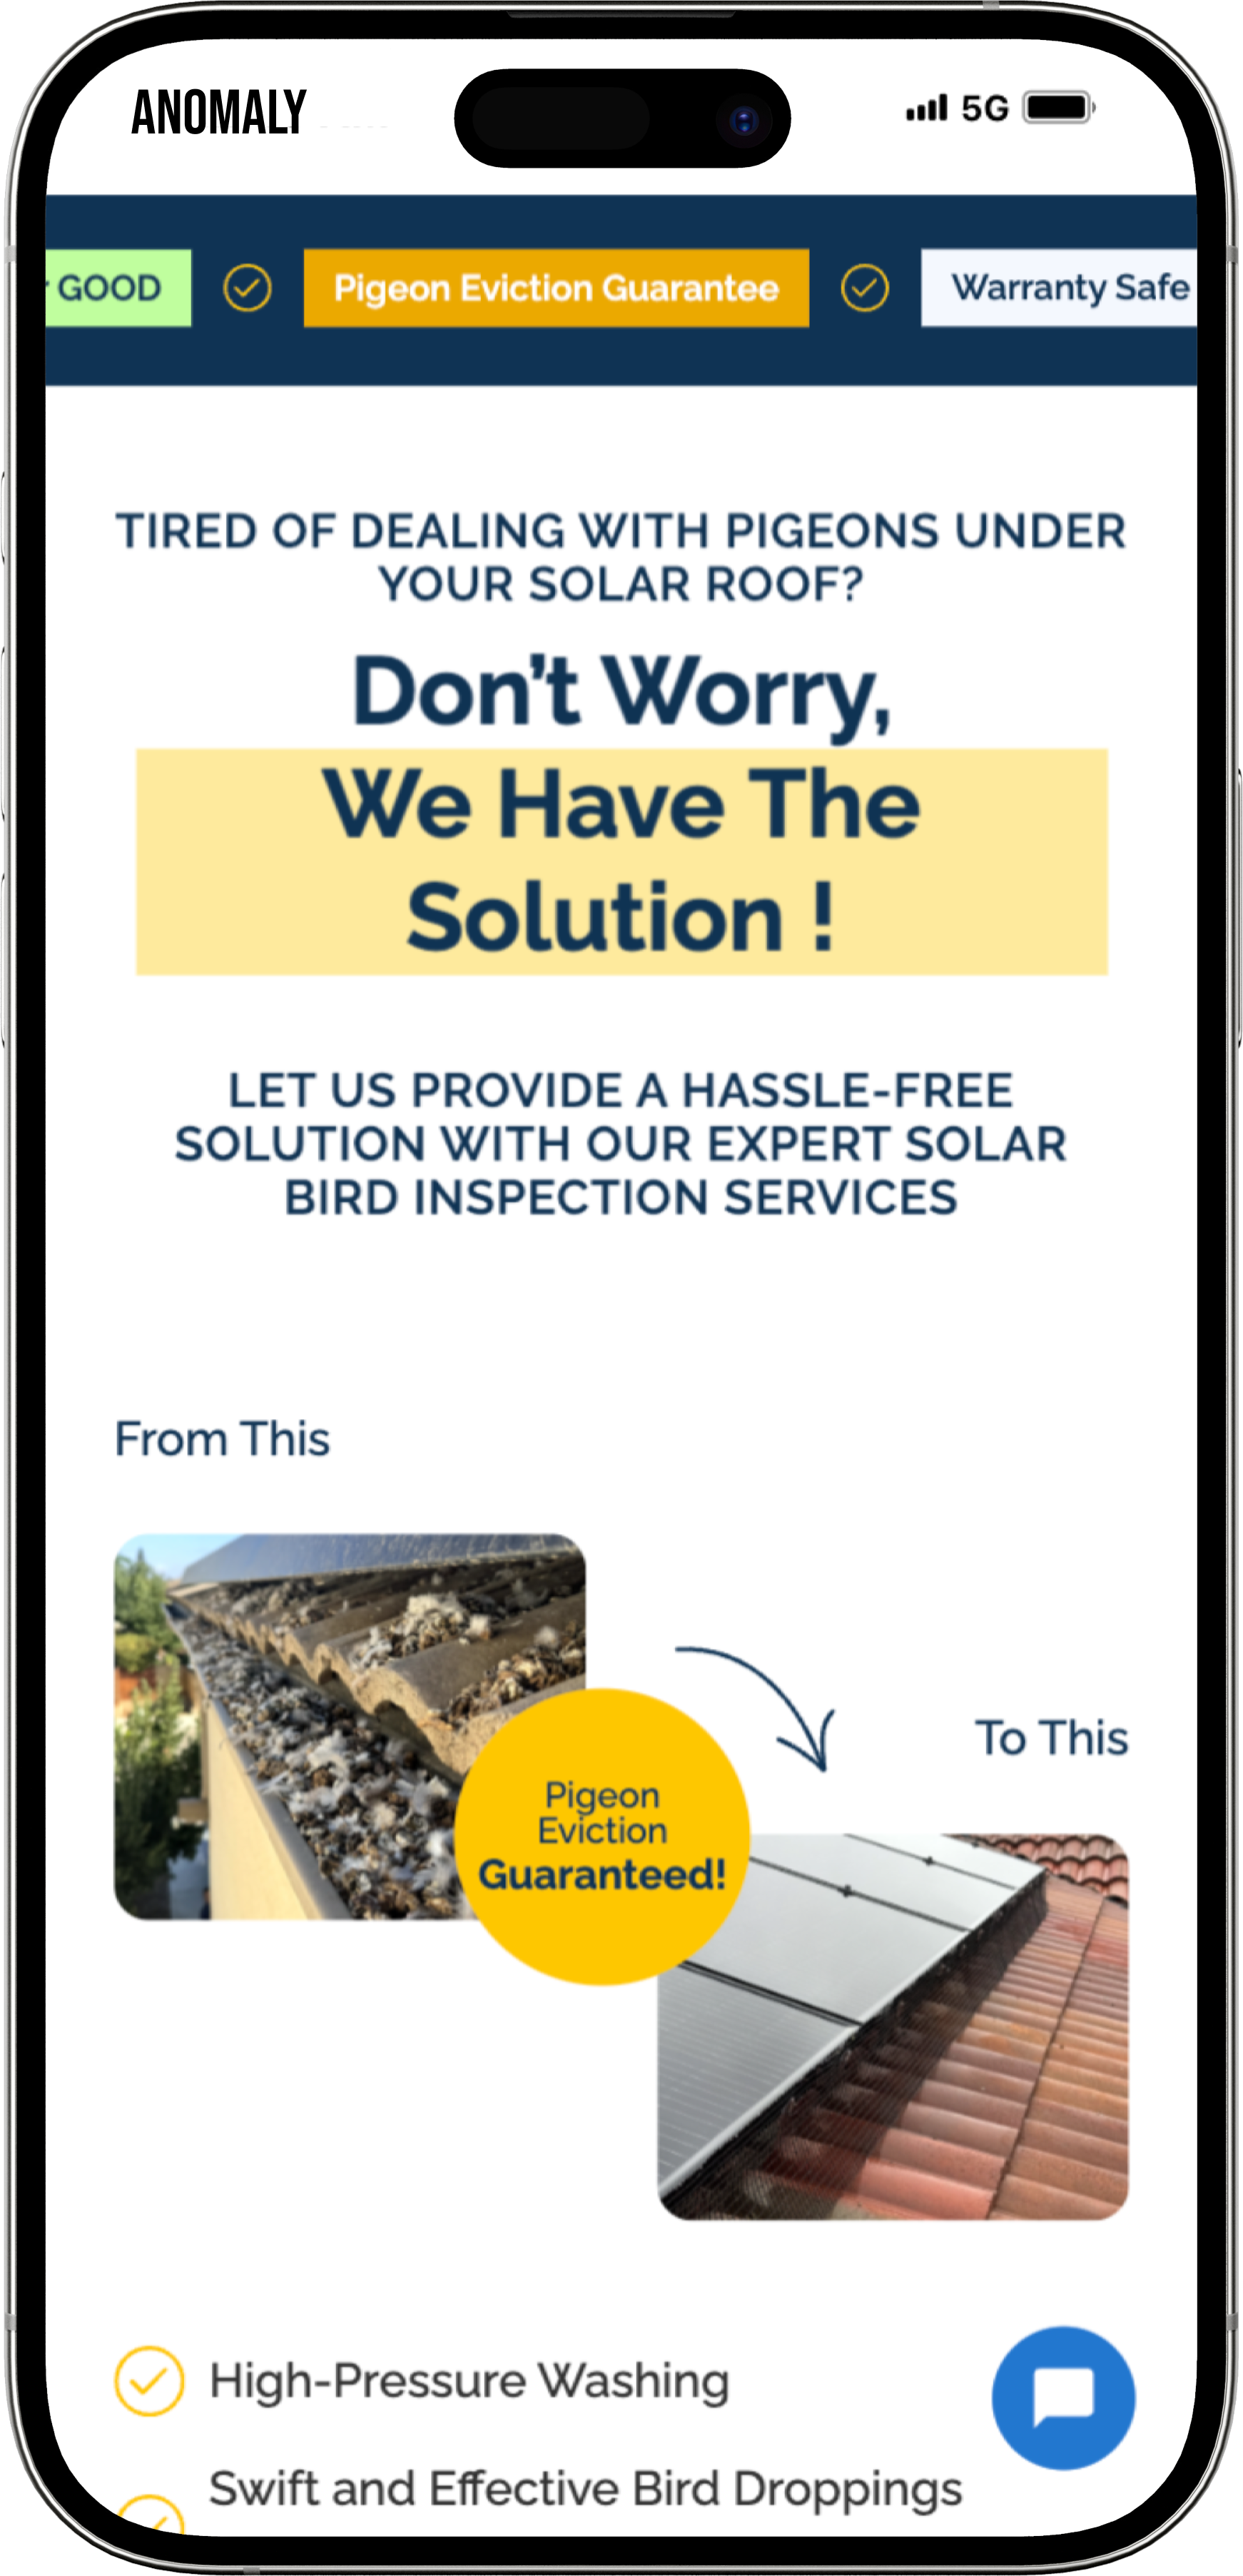 ANOMALY
5G
GOOD
Pigeon Eviction Guarantee
Warranty Safe
TIRED OF DEALING WITH PIGEONS UNDER
YOUR SOLAR ROOF?
Don't Worry,
We Have The
Solution !
LET US PROVIDE A HASSLE-FREE
SOLUTION WITH OUR EXPERT SOLAR
BIRD INSPECTION SERVICES
From This
To This
Pigeon
Eviction
Guaranteed!
High-Pressure Washing
Swift and Effective Bird Droppings